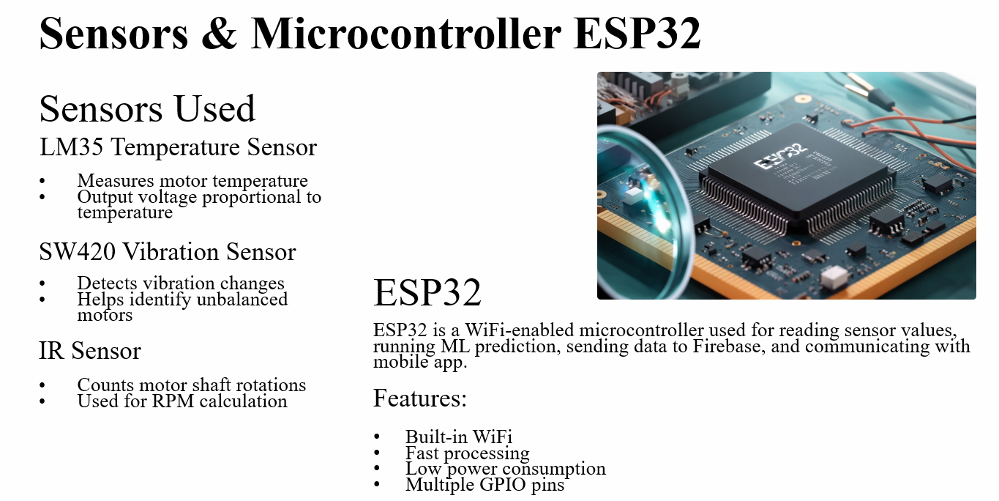 Sensors & Microcontroller ESP32
Sensors Used
LM35 Temperature Sensor
• Measures motor temperature
• Output voltage proportional to
temperature
SW420 Vibration Sensor
• Detects vibration changes
• Helps identify unbalanced
motors
IR Sensor
• Counts motor shaft rotations
• Used for RPM calculation
ESP32
ESP32 is a WiFi-enabled microcontroller used for reading sensor values,
running ML prediction, sending data to Firebase, and communicating with
mobile app.
Features:
• Built-in WiFi
• Fast processing
• Low power consumption
• Multiple GPIO pins